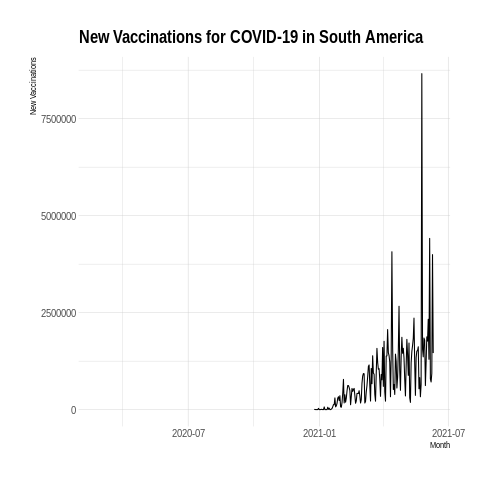 New Vaccinations for COVID-19 in South America
New Vaccinations
7500000
5000000
2500000
0
2020-07
2021-01
2021-07
Month